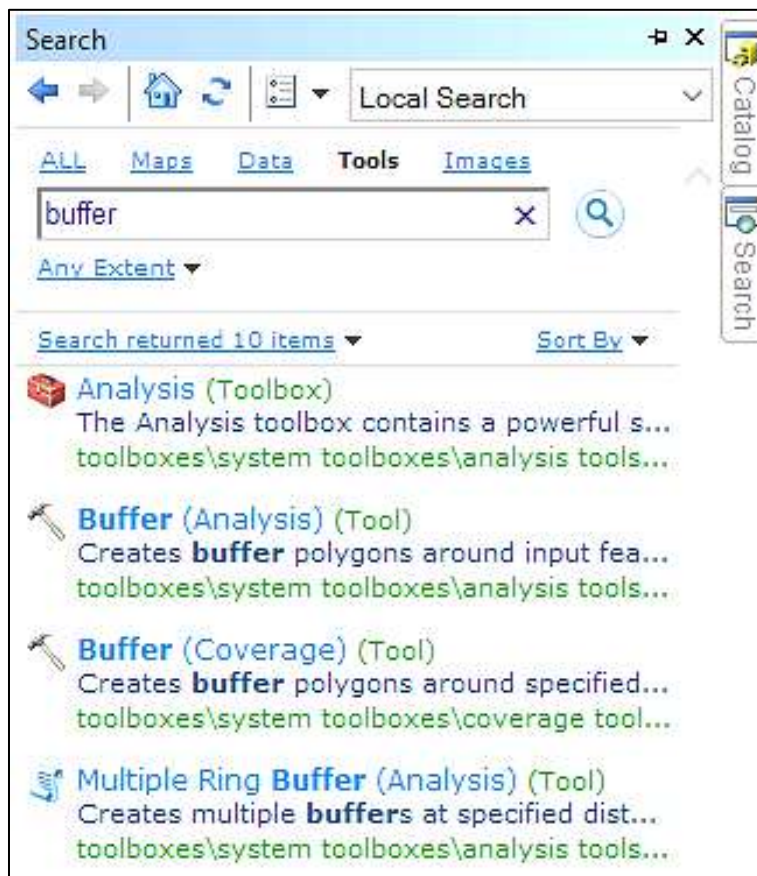 Search
Local Search
ALL Maps Data Tools Images
buffer
Any Extent
Search returned 10 items Sort By
Analysis (Toolbox)
The Analysis toolbox contains a powerful s...
toolboxes\system toolboxes\analysis tools...
Buffer (Analysis) (Tool)
Creates buffer polygons around input fea...
toolboxes\system toolboxes\analysis tools...
Buffer (Coverage) (Tool)
Creates buffer polygons around specified...
toolboxes\system toolboxes\coverage tool...
Multiple Ring Buffer (Analysis) (Tool)
Creates multiple buffers at specified dist...
toolboxes\system toolboxes\analysis tools...
Catalog
Search